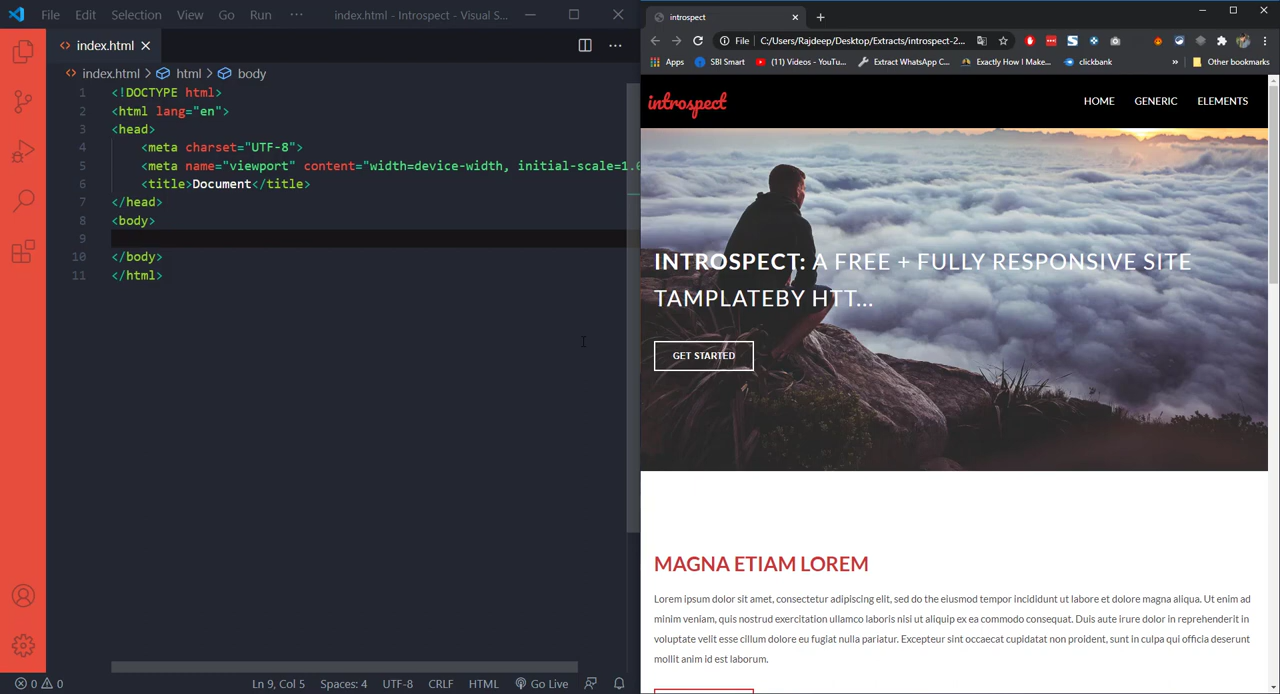 File Edit Selection View Go Run ··· index.html - Introspect - Visual S...
index.html
index.html > html > body
1 <!DOCTYPE html>
2 <html lang="en">
3 <head>
4 <meta charset="UTF-8">
5 <meta name="viewport" content="width=device-width, initial-scale=1.0
6 <title>Document</title>
7 </head>
8 <body>
9
10 </body>
11 </html>
0 0 Ln 9, Col 5 Spaces: 4 UTF-8 CRLF HTML Go Live
introspect
File C:/Users/Rajdeep/Desktop/Extracts/introspect-2...
Apps SBI Smart (11) Videos - YouTu... Extract WhatsApp C... Exactly How I Make... clickbank » Other bookmarks
introspect HOME GENERIC ELEMENTS
INTROSPECT: A FREE + FULLY RESPONSIVE SITE
TAMPLATEBY HTT...
GET STARTED
MAGNA ETIAM LOREM
Lorem ipsum dolor sit amet, consectetur adipiscing elit, sed do the eiusmod tempor incididunt ut labore et dolore magna aliqua. Ut enim ad
minim veniam, quis nostrud exercitation ullamco laboris nisi ut aliquip ex ea commodo consequat. Duis aute irure dolor in reprehenderit in
voluptate velit esse cillum dolore eu fugiat nulla pariatur. Excepteur sint occaecat cupidatat non proident, sunt in culpa qui officia deserunt
mollit anim id est laborum.